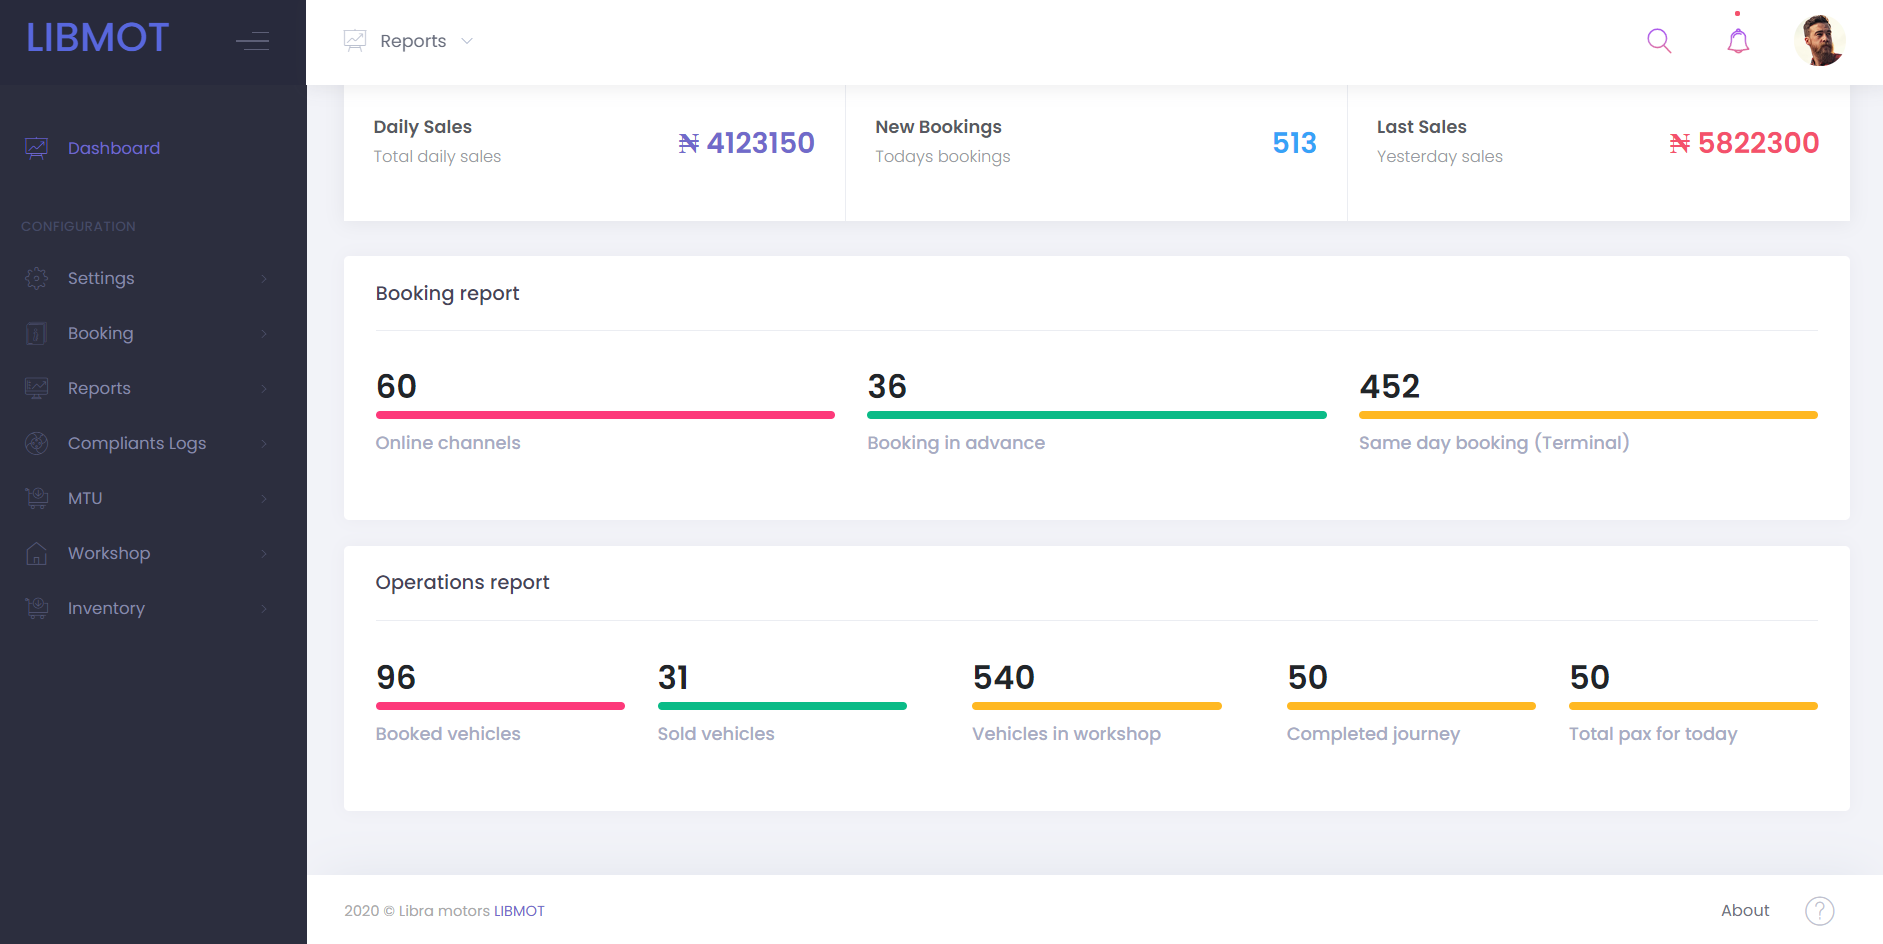 LIBMOT
Reports
Dashboard
CONFIGURATION
Settings
Booking
Reports
Compliants Logs
MTU
Workshop
Inventory
Daily Sales
Total daily sales
₦ 4123150
New Bookings
Todays bookings
513
Last Sales
Yesterday sales
₦ 5822300
Booking report
60
Online channels
36
Booking in advance
452
Same day booking (Terminal)
Operations report
96
Booked vehicles
31
Sold vehicles
540
Vehicles in workshop
50
Completed journey
50
Total pax for today
2020 © Libra motors LIBMOT
About
?